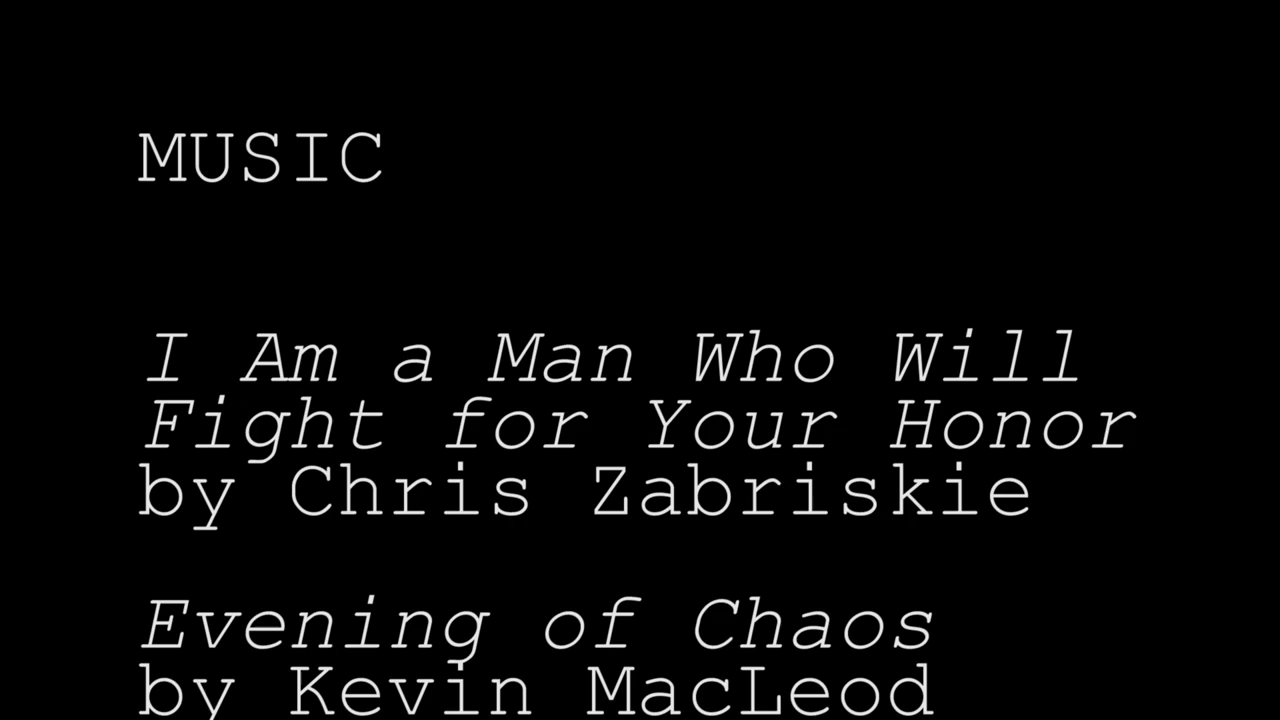 MUSIC
I Am a Man Who Will
Fight for Your Honor
by Chris Zabriskie
Evening of Chaos
by Kevin MacLeod